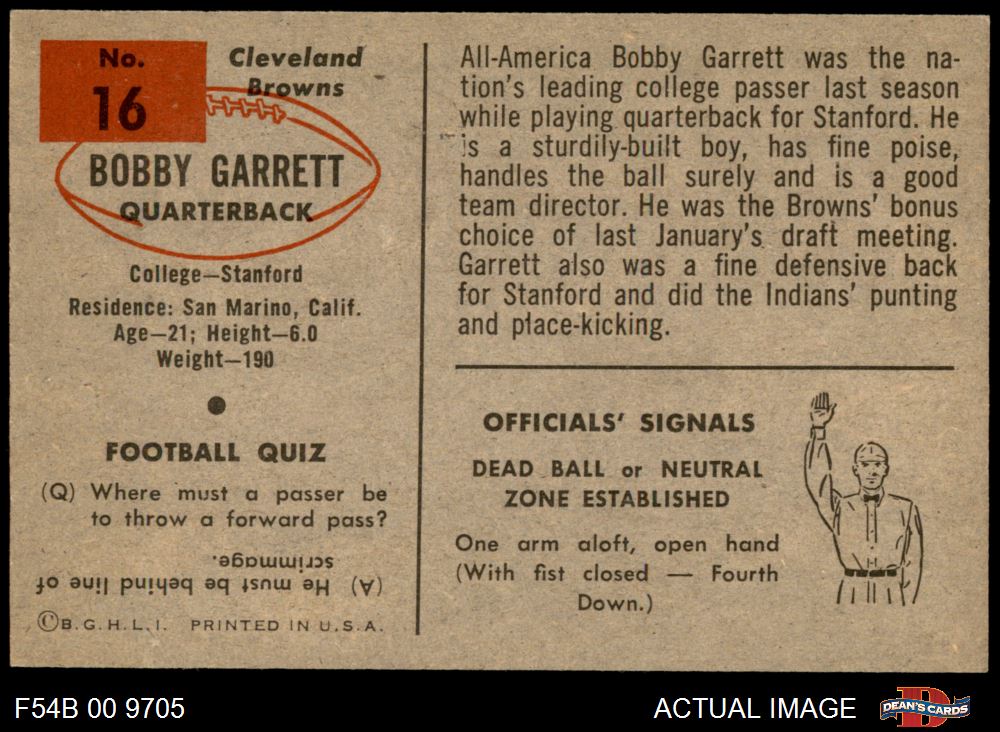 No.
16
Cleveland
Browns
BOBBY GARRETT
QUARTERBACK
College—Stanford
Residence: San Marino, Calif.
Age—21; Height—6.0
Weight—190
FOOTBALL QUIZ
(Q) Where must a passer be
to throw a forward pass?
(A) He must be behind line of
scrimmage.
©B.G.H.L.I. PRINTED IN U.S.A.
All-America Bobby Garrett was the na-
tion's leading college passer last season
while playing quarterback for Stanford. He
is a sturdily-built boy, has fine poise,
handles the ball surely and is a good
team director. He was the Browns' bonus
choice of last January's draft meeting.
Garrett also was a fine defensive back
for Stanford and did the Indians' punting
and place-kicking.
OFFICIALS' SIGNALS
DEAD BALL or NEUTRAL
ZONE ESTABLISHED
One arm aloft, open hand
(With fist closed — Fourth
Down.)
F54B 00 9705
ACTUAL IMAGE
D
DEAN'S CARDS